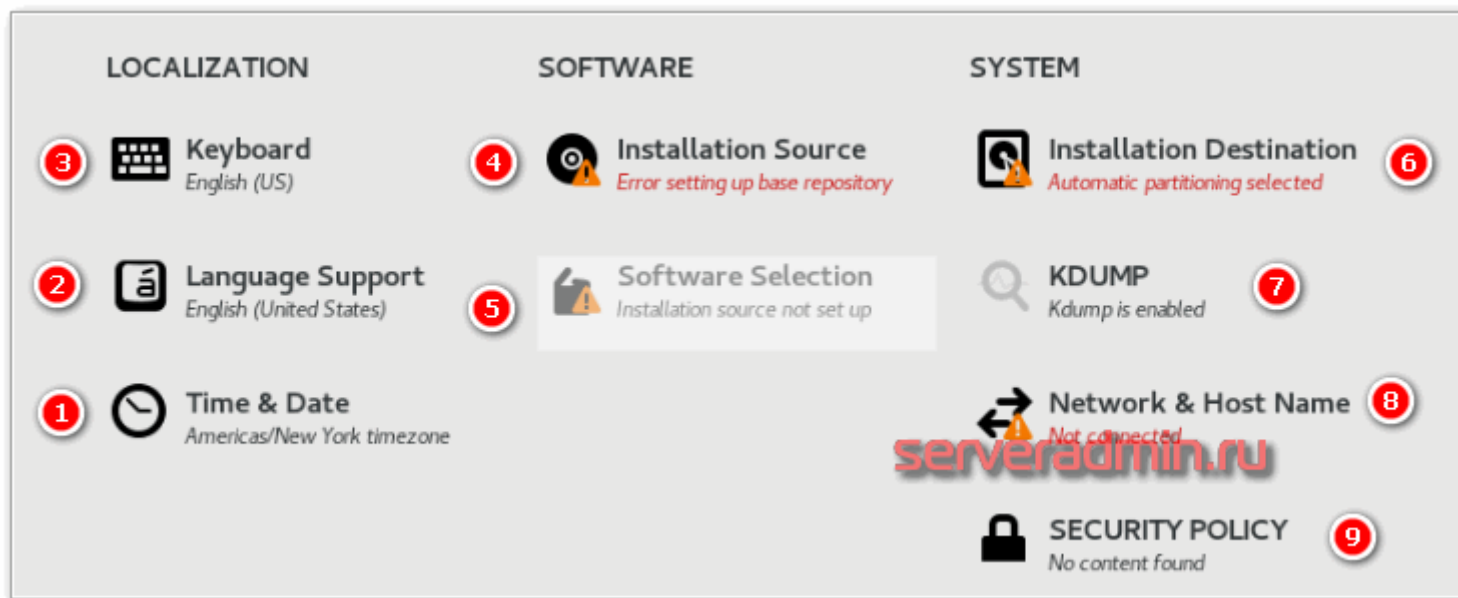 LOCALIZATION
SOFTWARE
SYSTEM
3
Keyboard
English (US)
4
Installation Source
Error setting up base repository
Installation Destination
Automatic partitioning selected
6
2
Language Support
English (United States)
5
Software Selection
Installation source not set up
KDUMP
Kdump is enabled
7
1
Time & Date
Americas/New York timezone
Network & Host Name
Not connected
8
serveradmin.ru
SECURITY POLICY
No content found
9